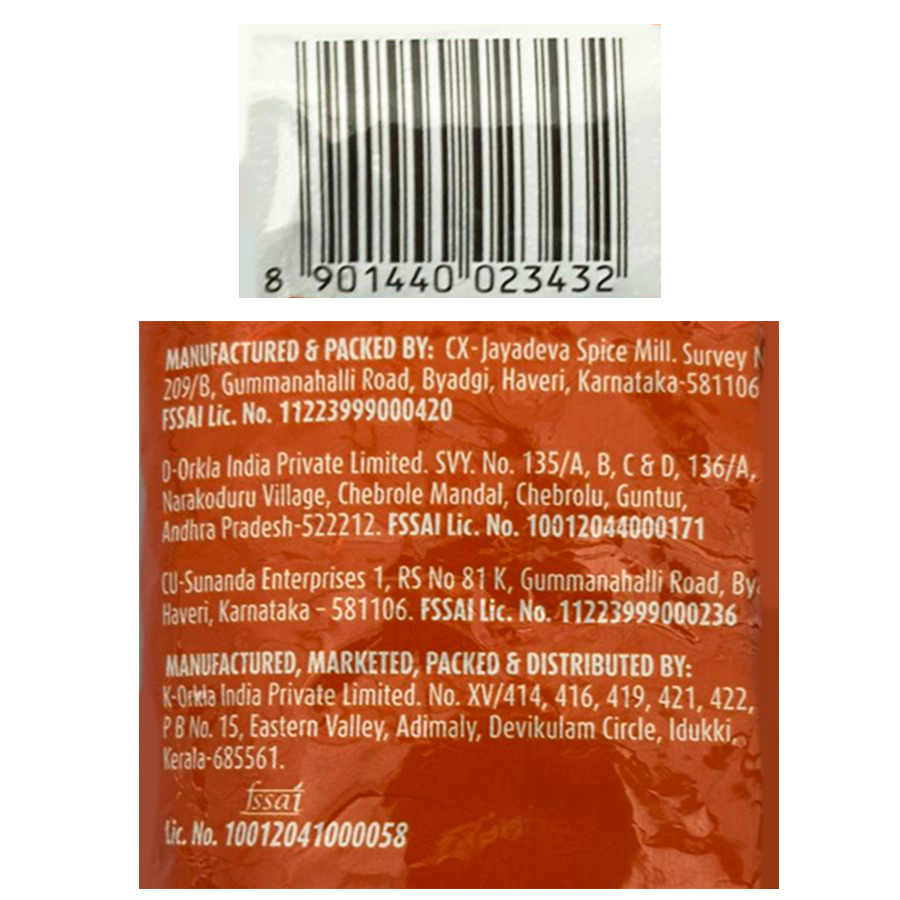 8 901440 023432
MANUFACTURED & PACKED BY: CX-Jayadeva Spice Mill. Survey
209/B, Gummanahalli Road, Byadgi, Haveri, Karnataka-581106
FSSAI Lic. No. 11223999000420
D-Orkla India Private Limited. SVY. No. 135/A, B, C & D, 136/A,
Narakoduru Village, Chebrole Mandal, Chebrolu, Guntur,
Andhra Pradesh-522212. FSSAI Lic. No. 10012044000171
CU-Sunanda Enterprises 1, RS No 81 K, Gummanahalli Road,
Haveri, Karnataka - 581106. FSSAI Lic. No. 11223999000236
MANUFACTURED, MARKETED, PACKED & DISTRIBUTED BY:
K-Orkla India Private Limited. No. XV/414, 416, 419, 421, 422,
P B No. 15, Eastern Valley, Adimaly, Devikulam Circle, Idukki,
Kerala-685561.
fssai
Lic. No. 10012041000058